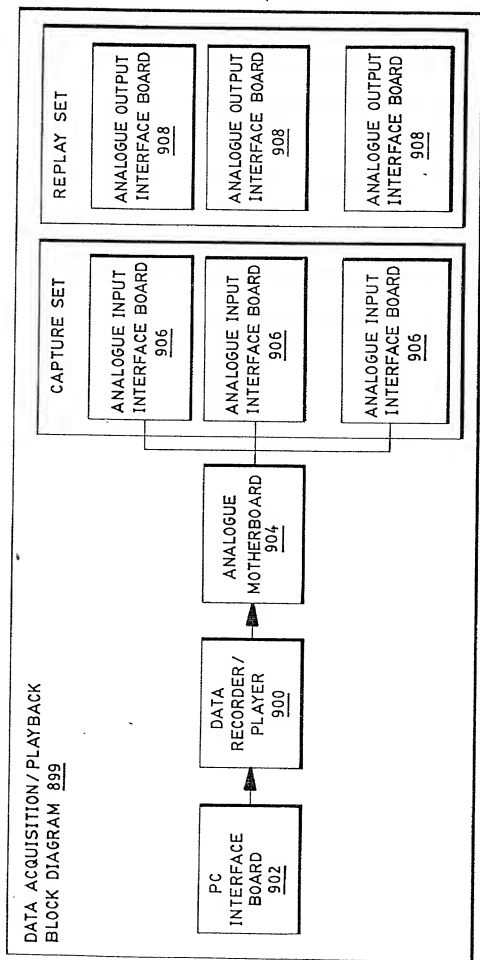 DATA ACQUISITION/PLAYBACK
BLOCK DIAGRAM 899
PC
INTERFACE
BOARD
902
DATA
RECORDER/
PLAYER
900
ANALOGUE
MOTHERBOARD
904
CAPTURE SET
ANALOGUE INPUT
INTERFACE BOARD
906
ANALOGUE INPUT
INTERFACE BOARD
906
ANALOGUE INPUT
INTERFACE BOARD
906
REPLAY SET
ANALOGUE OUTPUT
INTERFACE BOARD
908
ANALOGUE OUTPUT
INTERFACE BOARD
908
ANALOGUE OUTPUT
INTERFACE BOARD
908